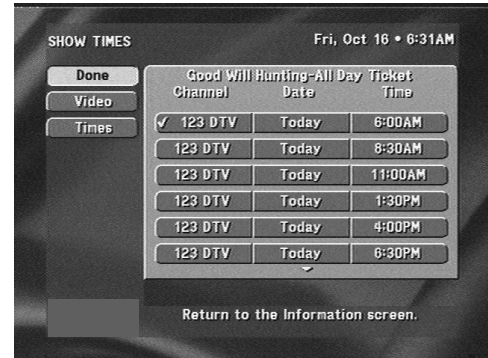 SHOW TIMES Fri, Oct 16 • 6:31AM
Done
Video
Times
Good Will Hunting-All Day Ticket
Channel Date Time
✓ 123 DTV Today 6:00AM
123 DTV Today 8:30AM
123 DTV Today 11:00AM
123 DTV Today 1:30PM
123 DTV Today 4:00PM
123 DTV Today 6:30PM
Return to the Information screen.